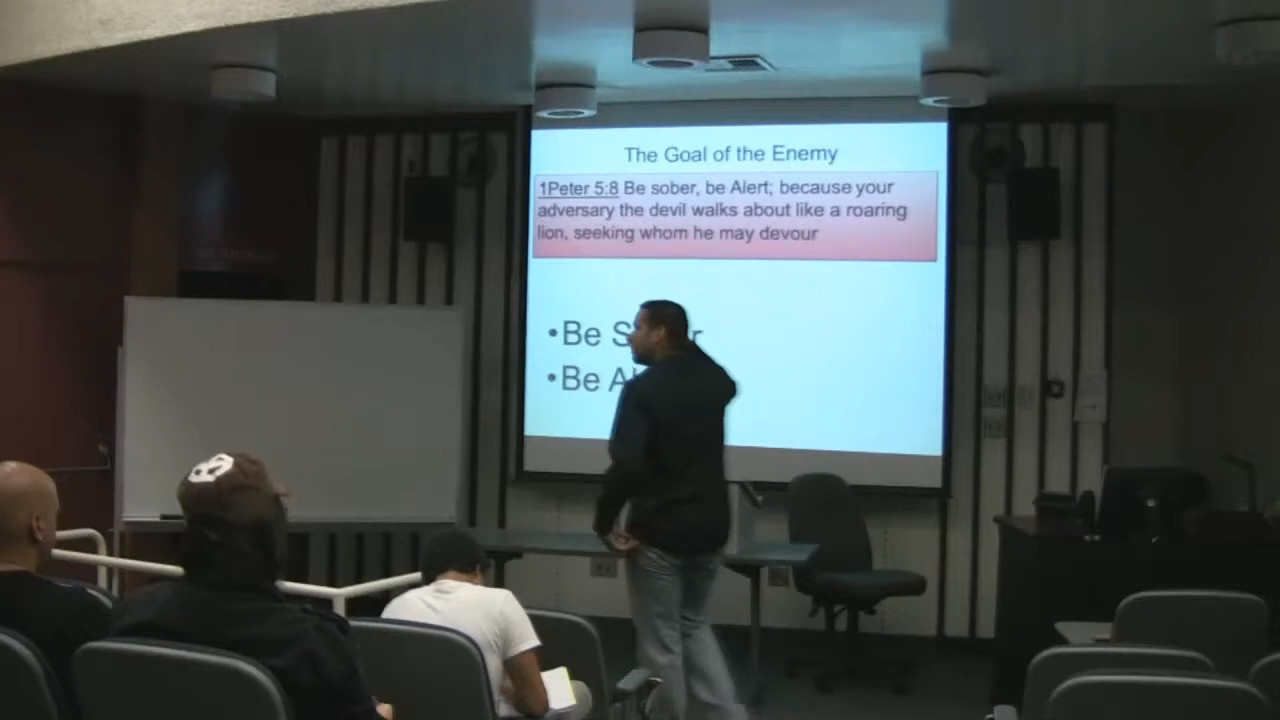 The Goal of the Enemy
1Peter 5:8 Be sober, be Alert; because your
adversary the devil walks about like a roaring
lion, seeking whom he may devour
•Be S r
•Be A